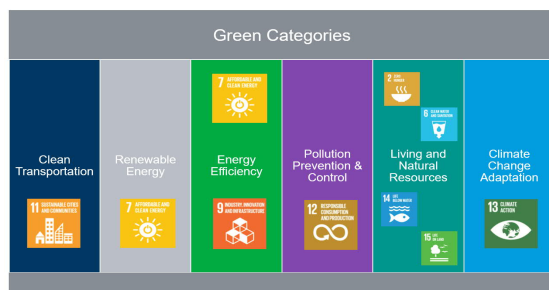 Green Categories
Clean
Transportation
11 SUSTAINABLE CITIES
AND COMMUNITIES
Renewable
Energy
7 AFFORDABLE AND
CLEAN ENERGY
7 AFFORDABLE AND
CLEAN ENERGY
Energy
Efficiency
9 INDUSTRY, INNOVATION
AND INFRASTRUCTURE
Pollution
Prevention &
Control
12 RESPONSIBLE
CONSUMPTION
AND PRODUCTION
2 ZERO
HUNGER
6 CLEAN WATER
AND SANITATION
Living and
Natural
Resources
14 LIFE
BELOW WATER
15 LIFE
ON LAND
Climate
Change
Adaptation
13 CLIMATE
ACTION